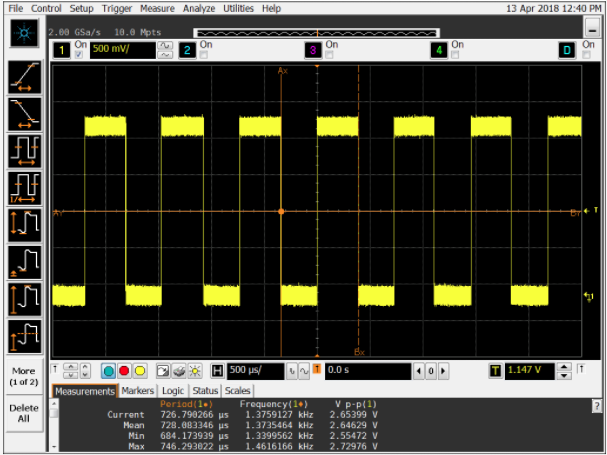 File Control Setup Trigger Measure Analyze Utilities Help 13 Apr 2018 12:40 PM
2.00 GSa/s 10.0 Mpts
1 On 500 mV/ 2 On 3 On 4 On D On
Ax
Ay By T
1
Bx
More
(1 of 2)
Delete
All
T H 500 µs/ 0.0 s 0 T 1.147 V
Measurements Markers Logic Status Scales
Period(1) Frequency(1) V p-p(1)
Current 726.790266 µs 1.3759127 kHz 2.65399 V
Mean 728.083346 µs 1.3735464 kHz 2.64629 V
Min 684.173939 µs 1.3399562 kHz 2.55472 V
Max 746.293022 µs 1.4616166 kHz 2.72976 V
?